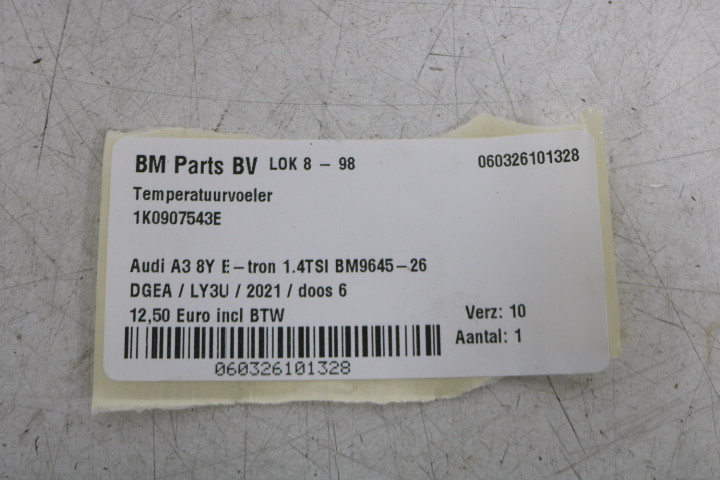 BM Parts BV LOK 8 - 98 060326101328
Temperatuurvoeler
1K0907543E
Audi A3 8Y E-tron 1.4TSI BM9645-26
DGEA / LY3U / 2021 / doos 6
12,50 Euro incl BTW Verz: 10
Aantal: 1
060326101328